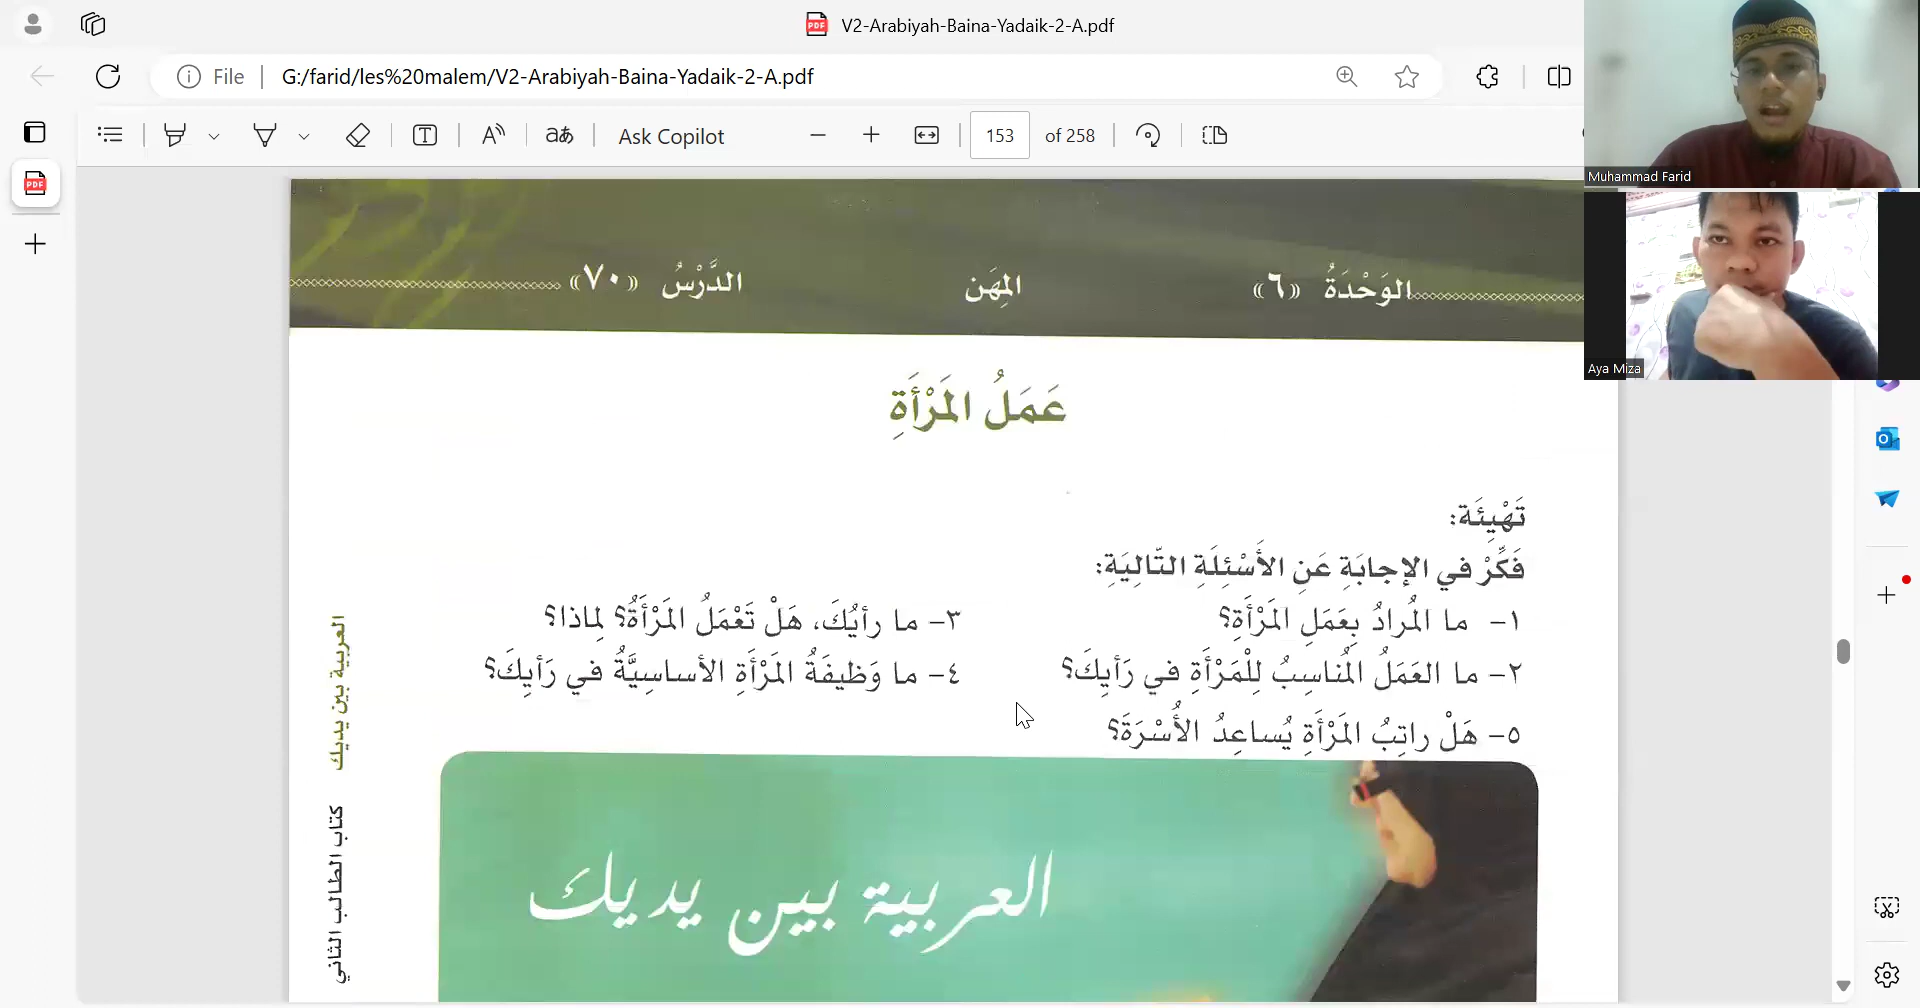 V2-Arabiyah-Baina-Yadaik-2-A.pdf
File
G:/farid/les%20malem/V2-Arabiyah-Baina-Yadaik-2-A.pdf
aあ
Ask Copilot
153 of 258
Muhammad Farid
Aya Miza
الوَحْدَةُ ((٦))
المِهَن
الدَّرْسُ ((٧٠))
عَمَلُ المَرْأَةِ
تَهْيِئَة:
فَكِّرْ في الإجابَةِ عَنِ الأَسْئِلَةِ التّالِيَةِ:
١- ما المُرادُ بِعَمَلِ المَرْأَةِ؟
٣- ما رأيُكَ، هَلْ تَعْمَلُ المَرْأَةُ؟ لِماذا؟
٢- ما العَمَلُ المُناسِبُ لِلْمَرْأَةِ في رَأيِكَ؟
٤- ما وَظيفَةُ المَرْأَةِ الأساسِيَّةُ في رَأيِكَ؟
٥- هَلْ راتِبُ المَرْأَةِ يُساعِدُ الأُسْرَةَ؟
العربية بين يديك
العربية بين يديك
كتاب الطالب الثاني